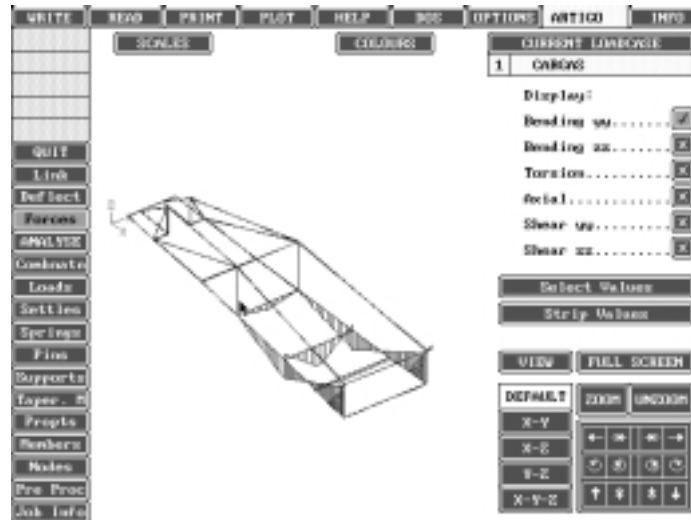 WRITE READ PRINT PLOT HELP DOS OPTIONS ARTIGO INFO
SCALES COLOURS CURRENT LOADCASE
1 CARGAS
Display:
Bending yy.......
Bending zz.......
Torsion..........
Axial............
Shear yy.........
Shear zz.........
QUIT
Link
Deflect
Forces
ANALYSE
Combnatn
Loads
Settles
Springs
Pins
Supports
Taper. M
Propts
Members
Nodes
Pre Proc
Job Info
Select Values
Strip Values
VIEW FULL SCREEN
DEFAULT ZOOM UNZOOM
X-Y
X-Z
Y-Z
X-Y-Z